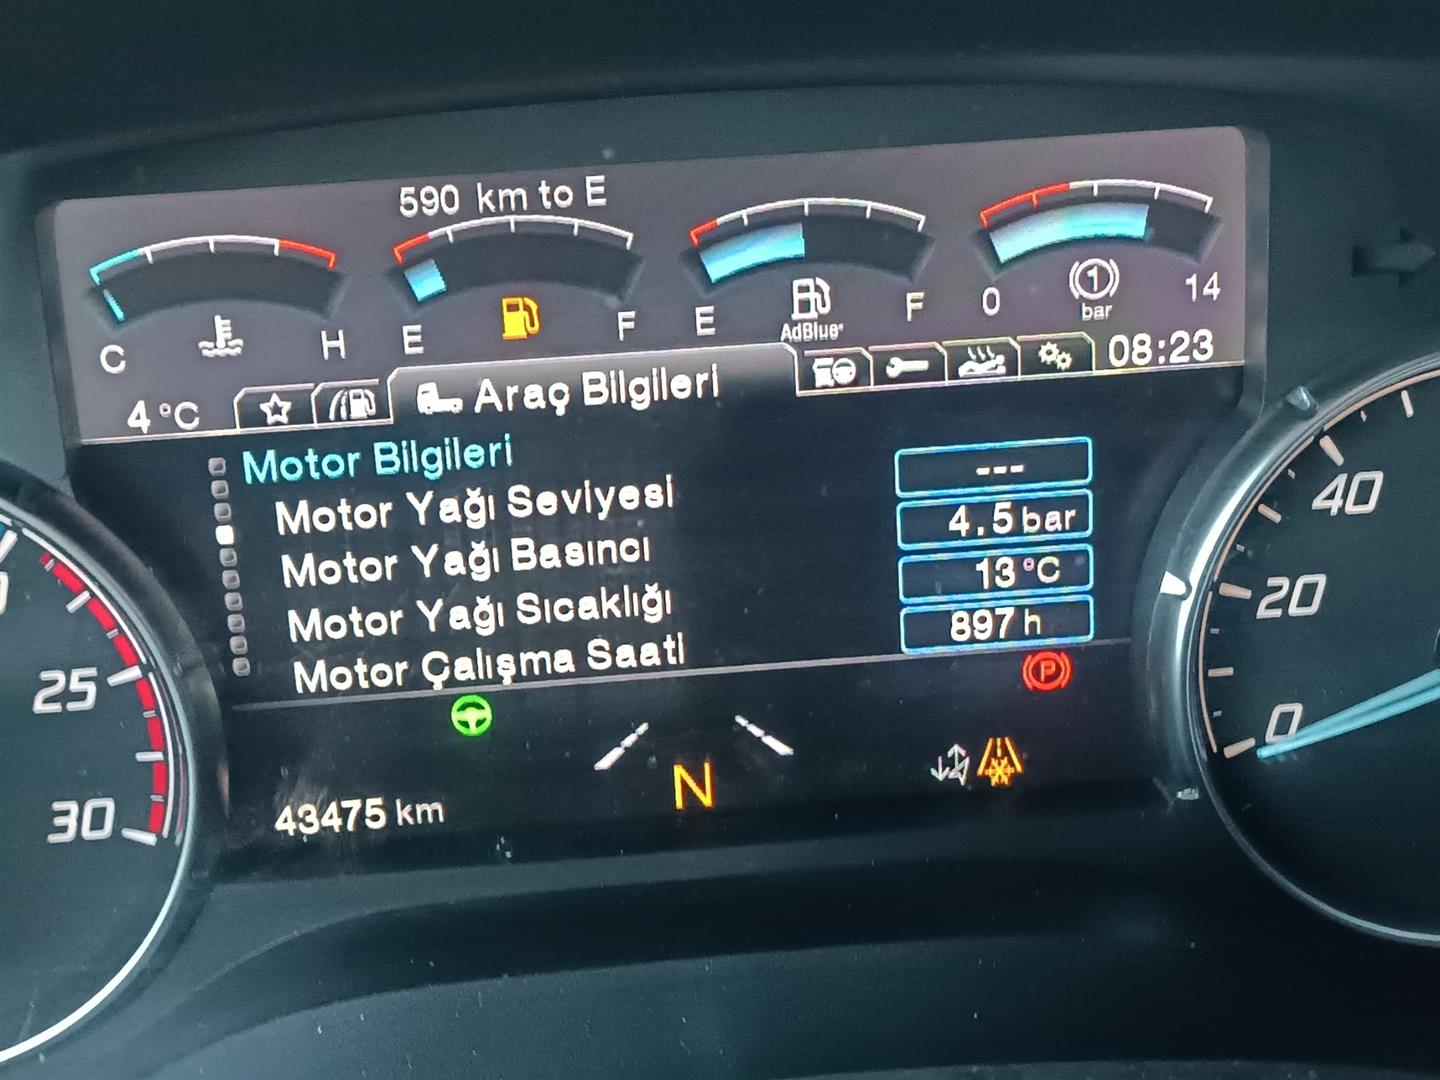 590 km to E
C H E F E AdBlue F 0 bar 14
4 °C Araç Bilgileri 08:23
Motor Bilgileri
Motor Yağı Seviyesi ---
Motor Yağı Basıncı 4.5 bar
Motor Yağı Sıcaklığı 13 °C
Motor Çalışma Saati 897 h
P
N
43475 km
25
30
40
20
0
1